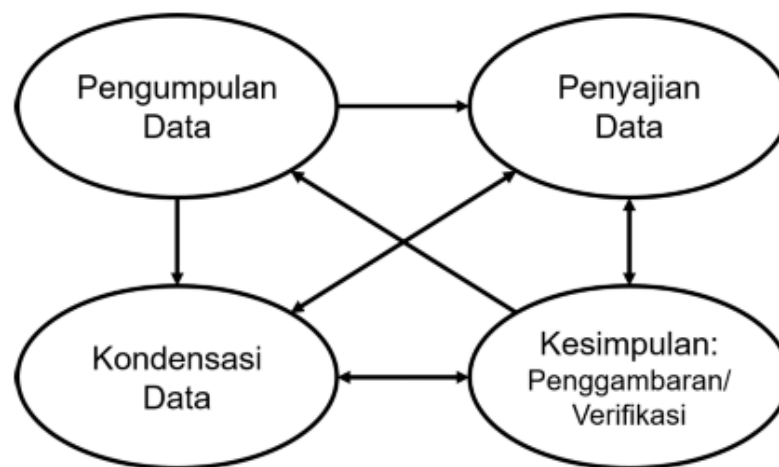 Pengumpulan
Data
Penyajian
Data
Kondensasi
Data
Kesimpulan:
Penggambaran/
Verifikasi